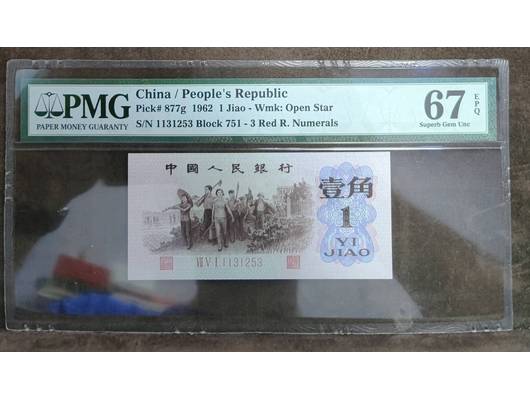 PMG
PAPER MONEY GUARANTY
China / People's Republic
Pick# 877g 1962 1 Jiao - Wmk: Open Star
S/N 1131253 Block 751 - 3 Red R. Numerals
67 EPQ
Superb Gem Unc
中國人民銀行
壹角
1
YI
JIAO
VII V I 1131253